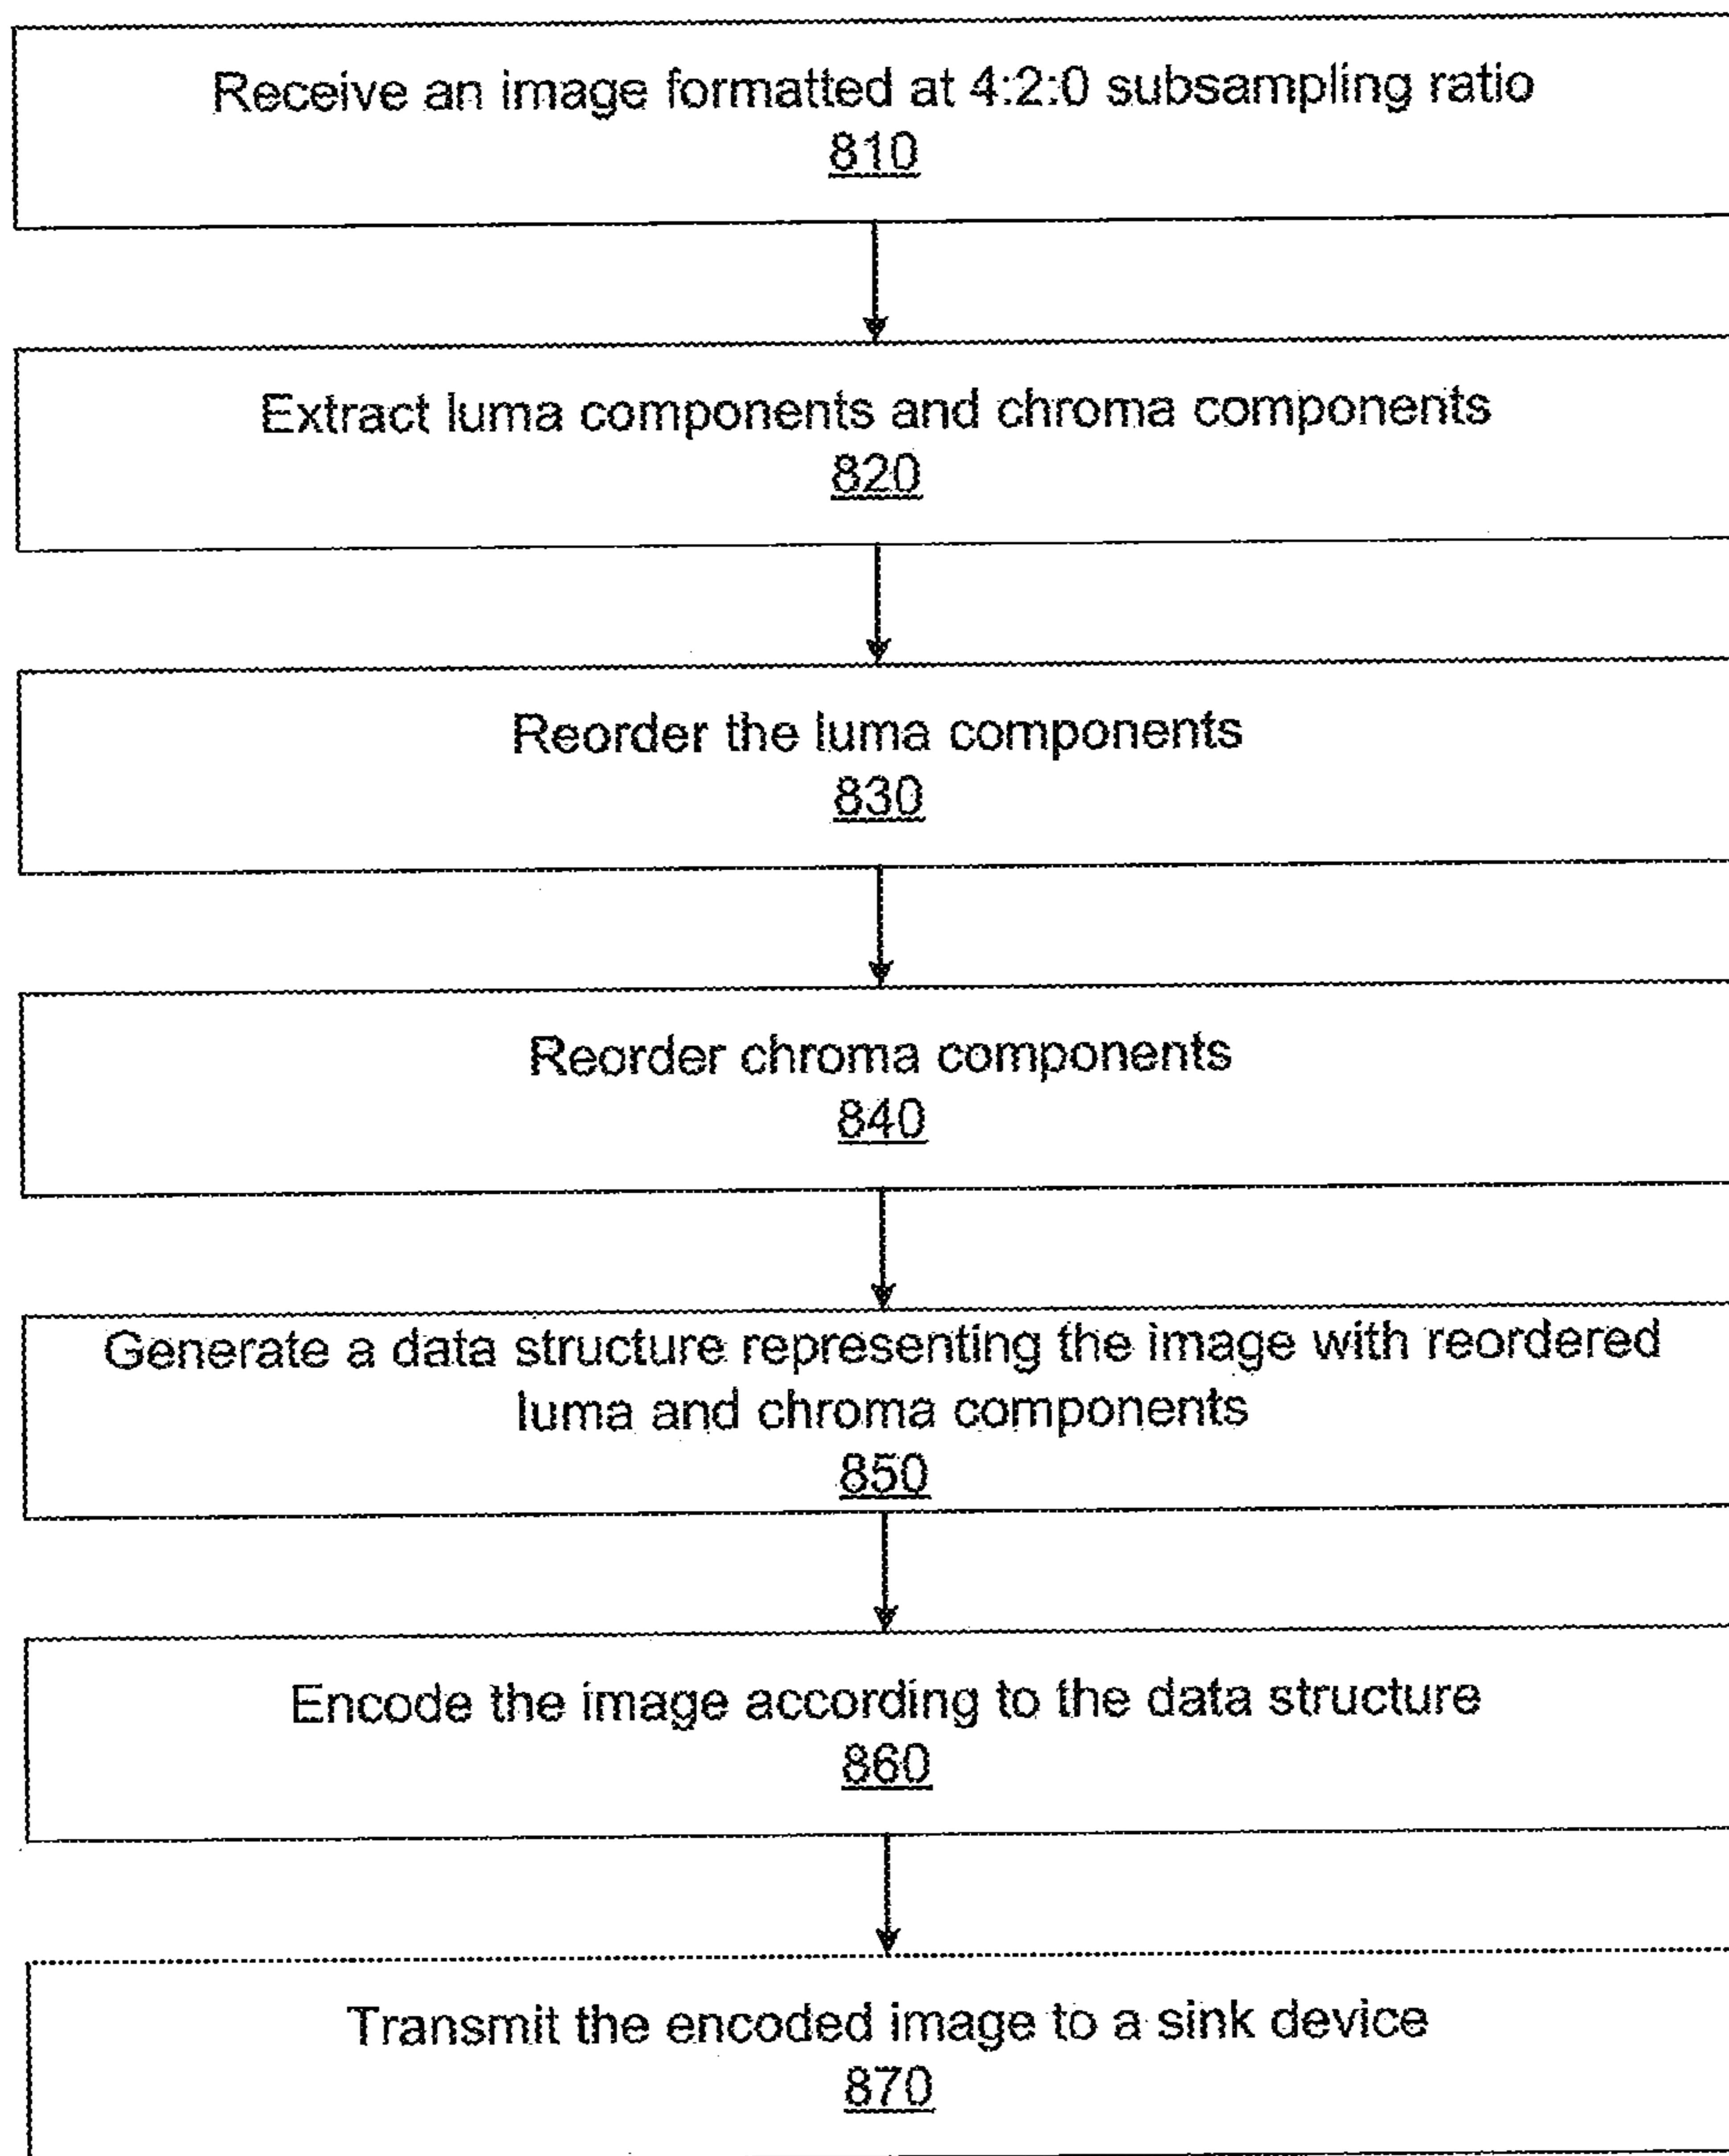 Receive an image formatted at 4:2:0 subsampling ratio
810
Extract luma components and chroma components
820
Reorder the luma components
830
Reorder chroma components
840
Generate a data structure representing the image with reordered
luma and chroma components
850
Encode the image according to the data structure
860
Transmit the encoded image to a sink device
870